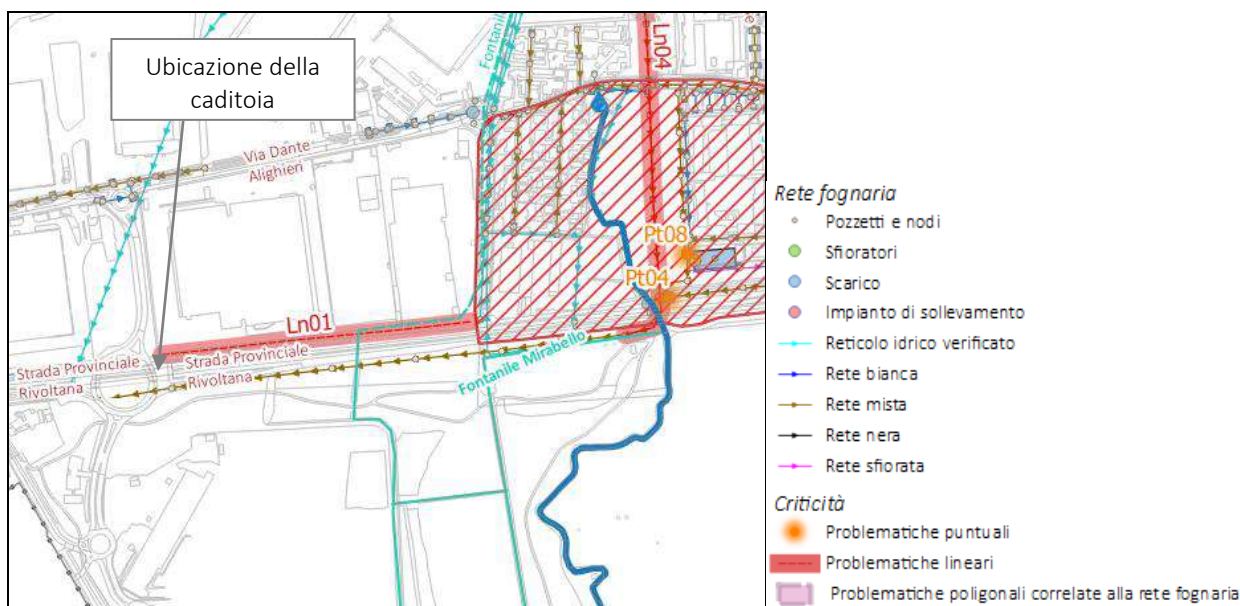 Ubicazione della
caditoia
Fontanile
Ln04
Via Dante
Alighieri
Pt08
Pt04
Ln01
Strada Provinciale
Rivoltana
Strada Provinciale
Rivoltana
Fontanile Mirabello
Rete fognaria
Pozzetti e nodi
Sfioratori
Scarico
Impianto di sollevamento
Reticolo idrico verificato
Rete bianca
Rete mista
Rete nera
Rete sfiorata
Criticità
Problematiche puntuali
Problematiche lineari
Problematiche poligonali correlate alla rete fognaria